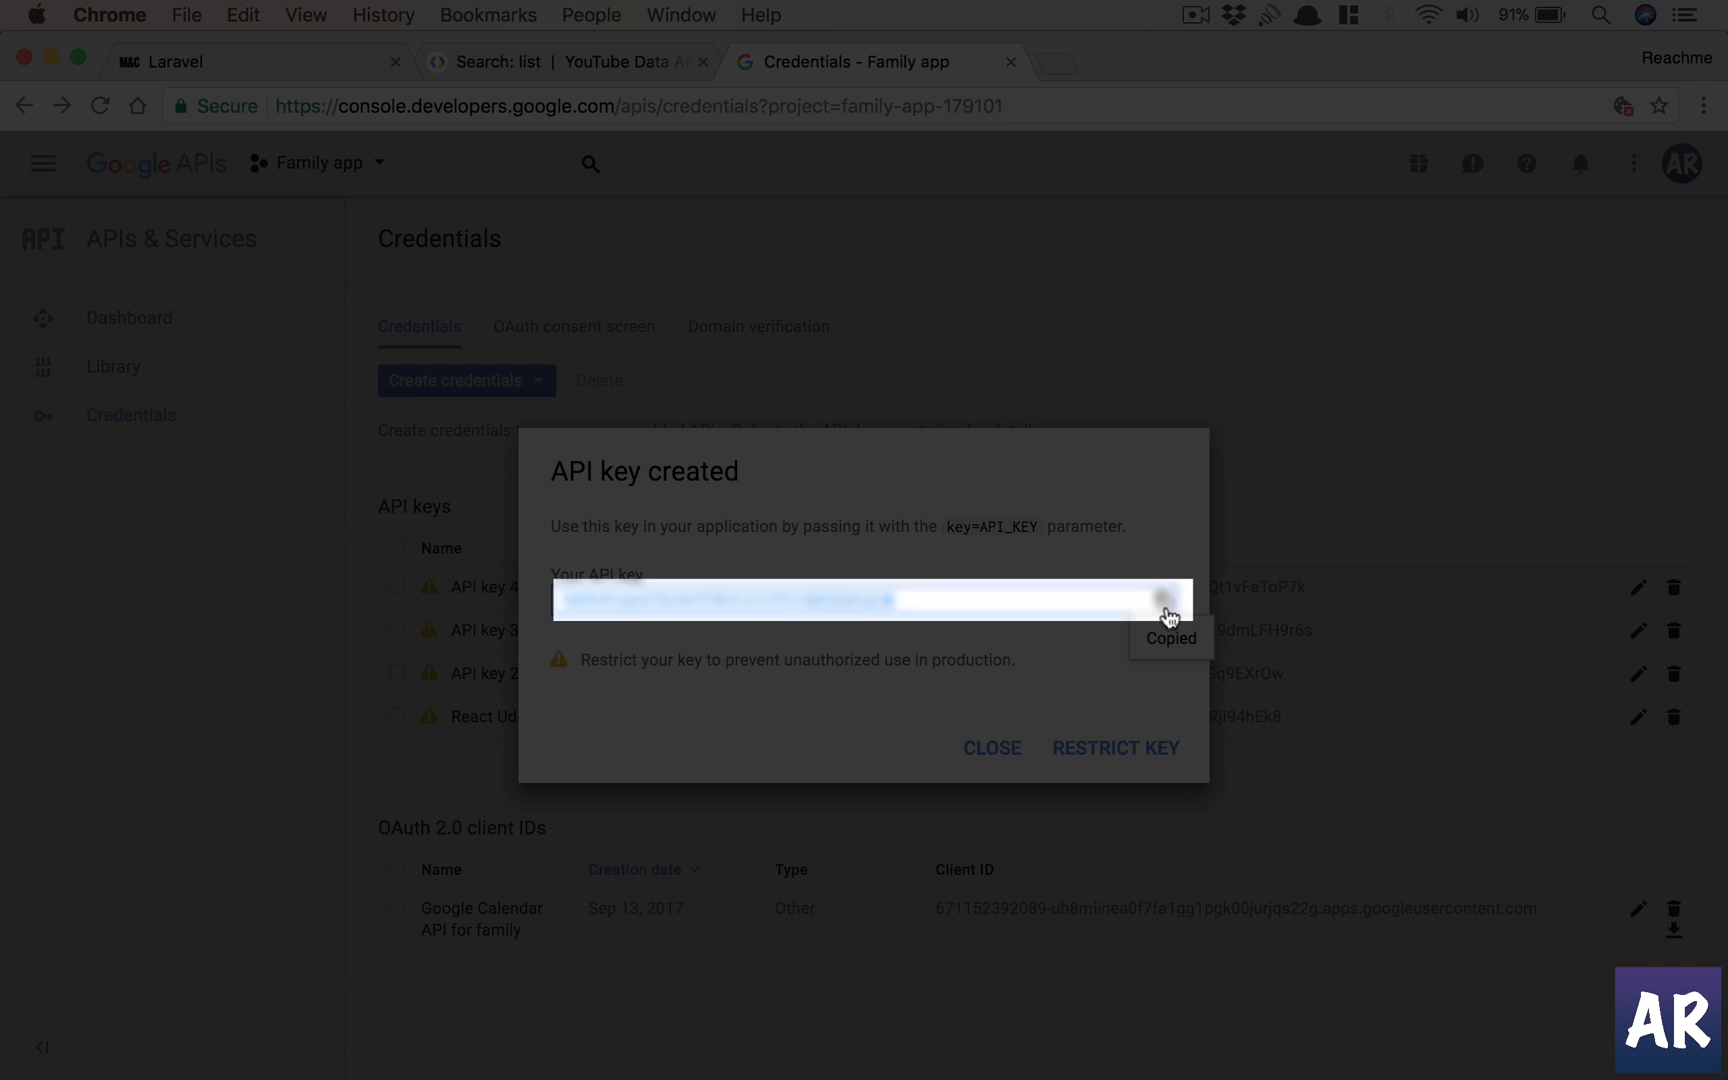 Chrome File Edit View History Bookmarks People Window Help 91%
M&C Laravel
Search: list | YouTube Data AP
Credentials - Family app
Reachme
Secure https://console.developers.google.com/apis/credentials?project=family-app-179101
Google APIs Family app AR
API APIs & Services
Credentials
Dashboard
Library
Credentials
Credentials OAuth consent screen Domain verification
Create credentials Delete
Create credentials
API keys
Name
API key 4 Qt1vFeToP7k
API key 3 9dmLFH9r6s
API key 2 Gq9EXrOw
React Ud RjI94hEk8
API key created
Use this key in your application by passing it with the key=API_KEY parameter.
Your API key
Copied
Restrict your key to prevent unauthorized use in production.
CLOSE RESTRICT KEY
OAuth 2.0 client IDs
Name Creation date Type Client ID
Google Calendar Sep 13, 2017 Other 671152392089-uh8miinea0f7fa1gg1pgk00jurjqs22g.apps.googleusercontent.com
API for family
AR